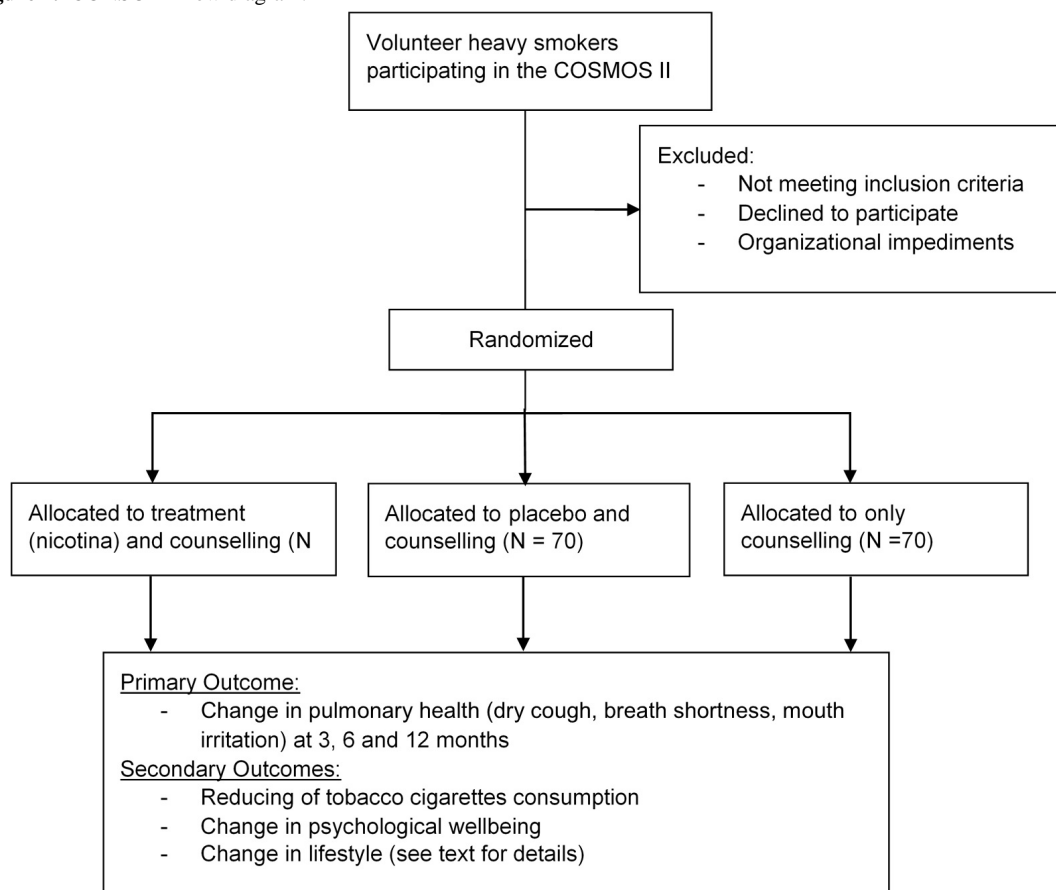 Volunteer heavy smokers
participating in the COSMOS II
Excluded:
- Not meeting inclusion criteria
- Declined to participate
- Organizational impediments
Randomized
Allocated to treatment
(nicotina) and counselling (N
Allocated to placebo and
counselling (N = 70)
Allocated to only
counselling (N =70)
Primary Outcome:
- Change in pulmonary health (dry cough, breath shortness, mouth
irritation) at 3, 6 and 12 months
Secondary Outcomes:
- Reducing of tobacco cigarettes consumption
- Change in psychological wellbeing
- Change in lifestyle (see text for details)